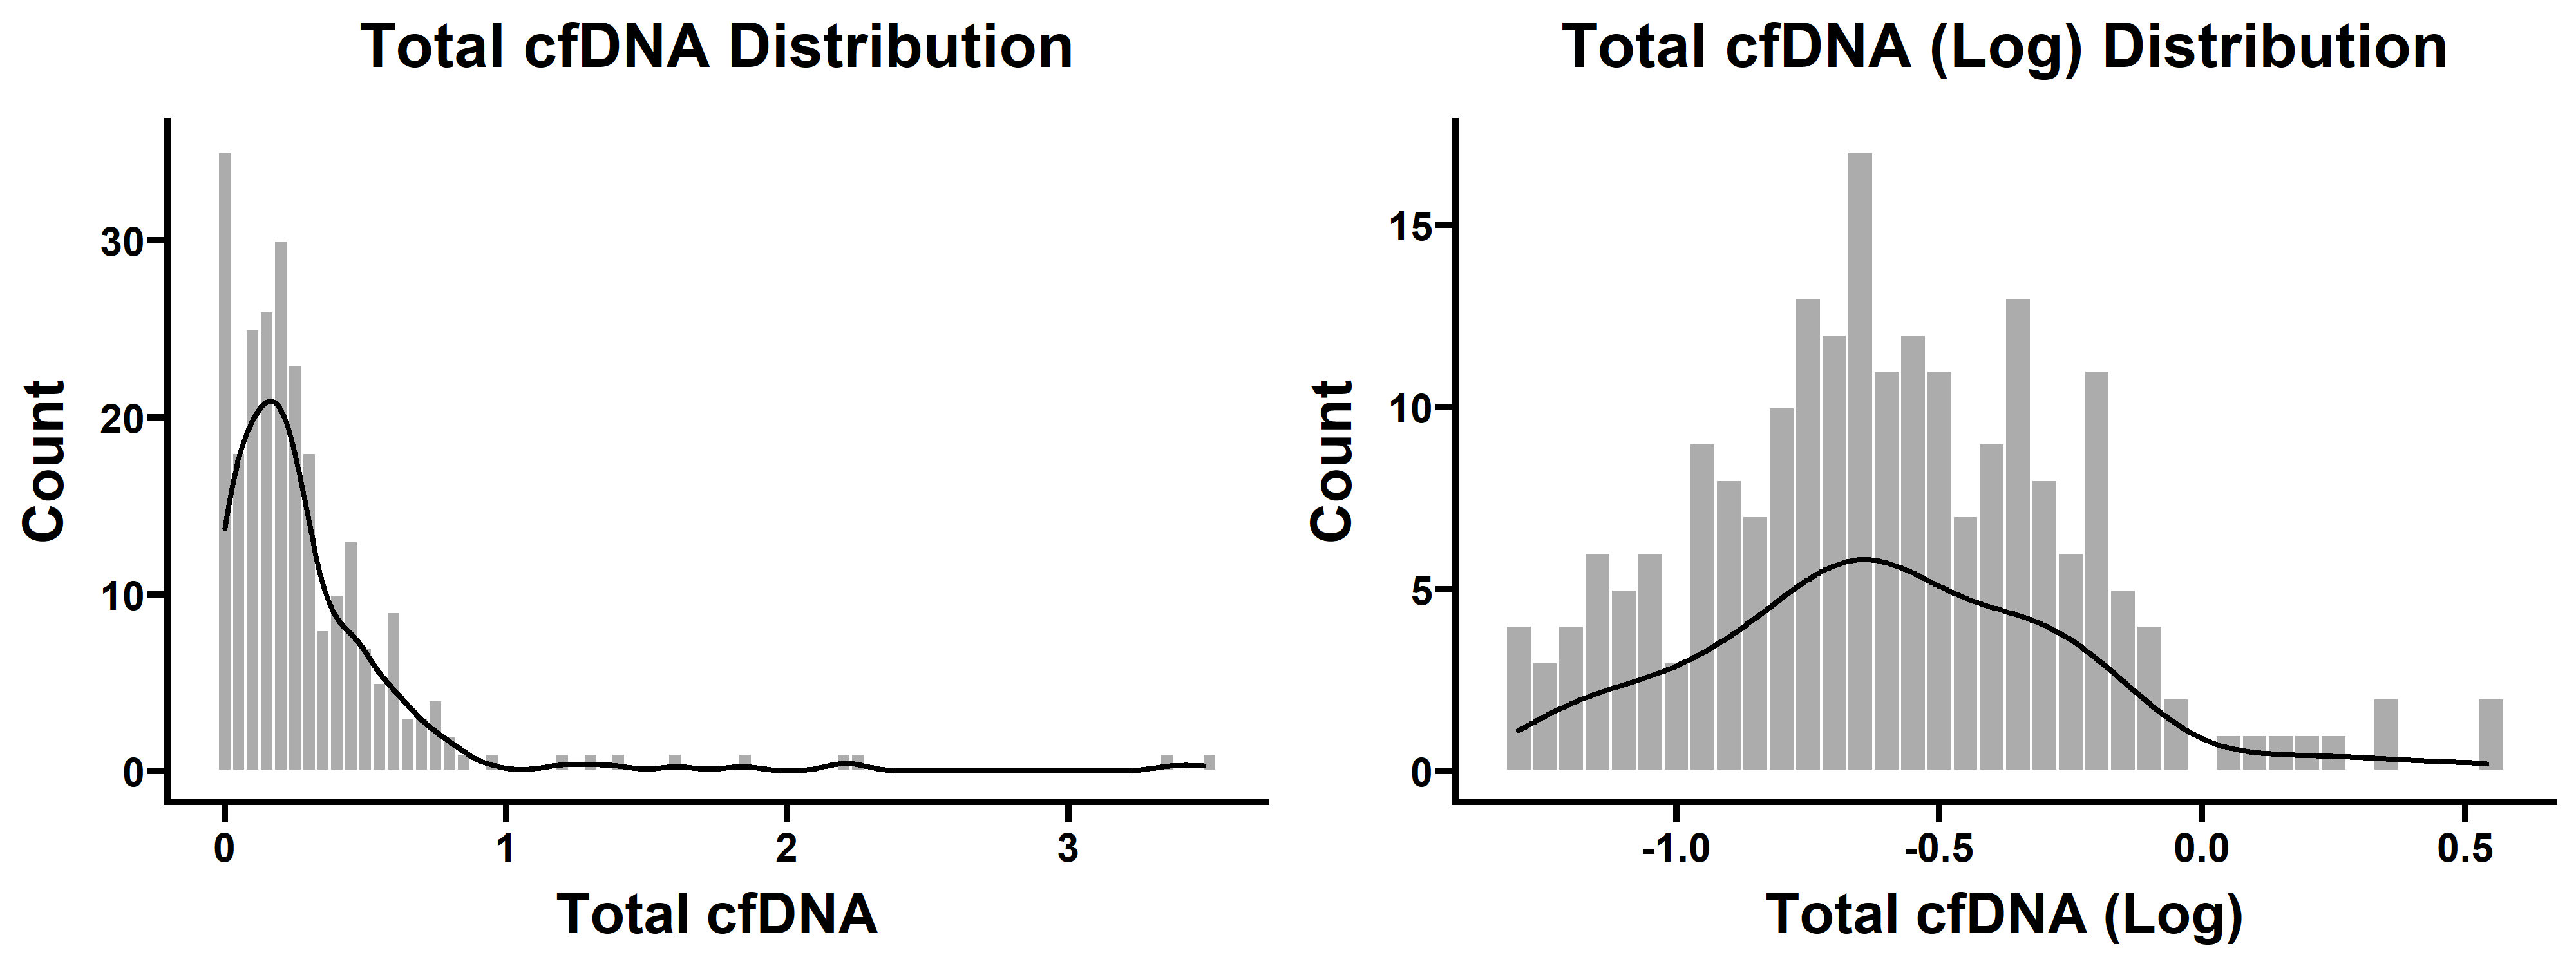 Total cfDNA Distribution
Count
30
20
10
0
0 1 2 3
Total cfDNA
Total cfDNA (Log) Distribution
Count
15
10
5
0
-1.0 -0.5 0.0 0.5
Total cfDNA (Log)